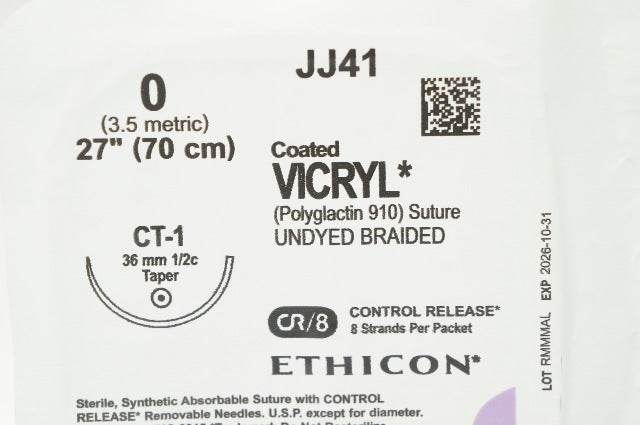 JJ41
0
(3.5 metric)
27" (70 cm)
Coated
VICRYL*
(Polyglactin 910) Suture
UNDYED BRAIDED
CT-1
36 mm 1/2c
Taper
CR/8
CONTROL RELEASE*
8 Strands Per Packet
ETHICON*
LOT RMMMAL EXP 2026-10-31
Sterile, Synthetic Absorbable Suture with CONTROL
RELEASE* Removable Needles. U.S.P. except for diameter.